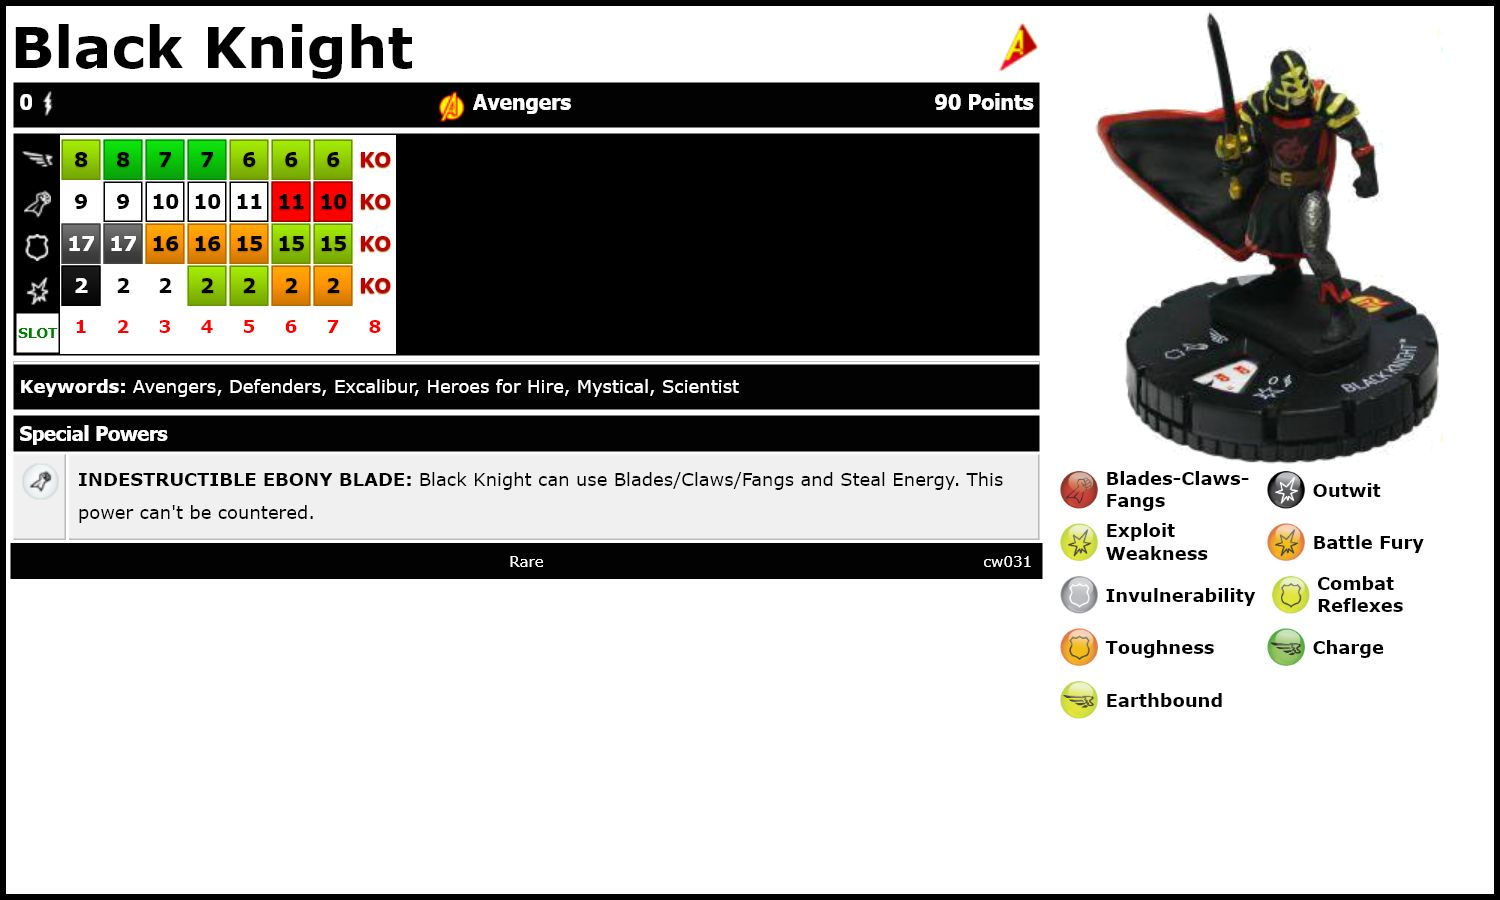 Black Knight
0 Avengers 90 Points
8 8 7 7 6 6 6 KO
9 9 10 10 11 11 10 KO
17 17 16 16 15 15 15 KO
2 2 2 2 2 2 2 KO
SLOT 1 2 3 4 5 6 7 8
Keywords: Avengers, Defenders, Excalibur, Heroes for Hire, Mystical, Scientist
Special Powers
INDESTRUCTIBLE EBONY BLADE: Black Knight can use Blades/Claws/Fangs and Steal Energy. This
power can't be countered.
Rare cw031
BLACK KNIGHT
Blades-Claws-
Fangs
Outwit
Exploit
Weakness
Battle Fury
Invulnerability
Combat
Reflexes
Toughness
Charge
Earthbound